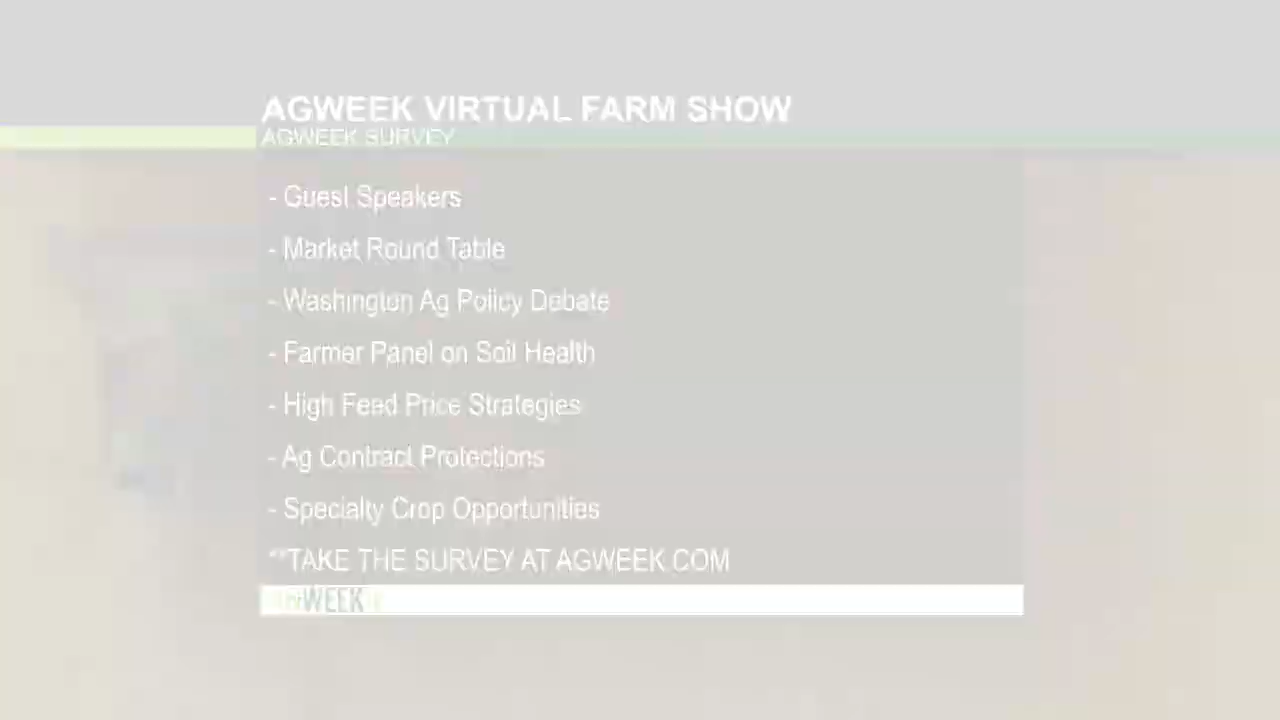 AGWEEK VIRTUAL FARM SHOW
AGWEEK SURVEY
- Guest Speakers
- Market Round Table
- Washington Ag Policy Debate
- Farmer Panel on Soil Health
- High Feed Price Strategies
- Ag Contract Protections
- Specialty Crop Opportunities
**TAKE THE SURVEY AT AGWEEK.COM
AgWEEK